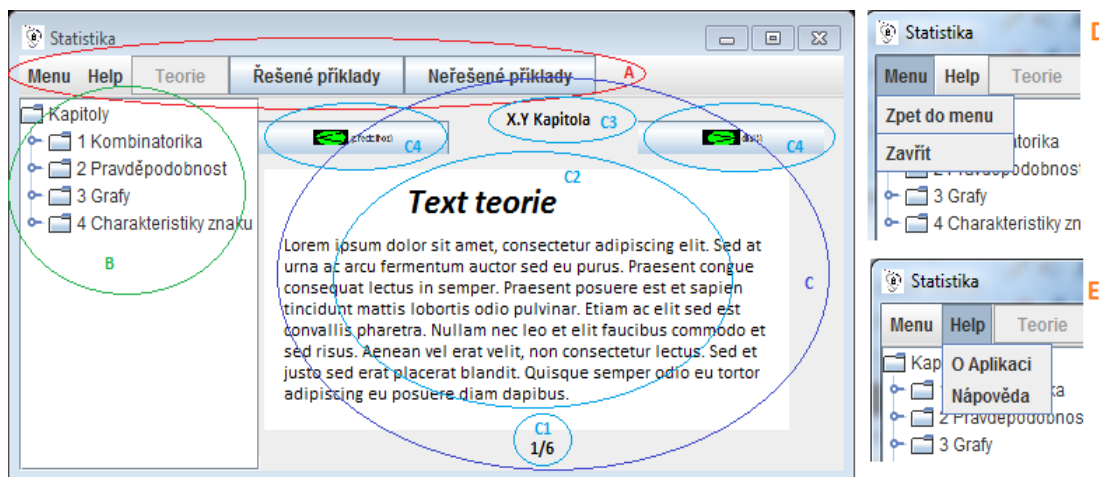 Statistika
Menu Help Teorie Řešené příklady Neřešené příklady A
Kapitoly
1 Kombinatorika
2 Pravděpodobnost
3 Grafy
4 Charakteristiky znaku
B
C4
X.Y Kapitola C3
C4
C2
Text teorie
Lorem ipsum dolor sit amet, consectetur adipiscing elit. Sed at
urna ac arcu fermentum auctor sed eu purus. Praesent congue
consequat lectus in semper. Praesent posuere est et sapien
tincidunt mattis lobortis odio pulvinar. Etiam ac elit sed est
convallis pharetra. Nullam nec leo et elit faucibus commodo et
sed risus. Aenean vel erat velit, non consectetur lectus. Sed et
justo sed erat placerat blandit. Quisque semper odio eu tortor
adipiscing eu posuere diam dapibus.
C
C1
1/6
Statistika
D
Menu Help Teorie
Zpet do menu
Zavřít
3 Grafy
4 Charakteristiky zn
Statistika
E
Menu Help Teorie
O Aplikaci
Nápověda
3 Grafy